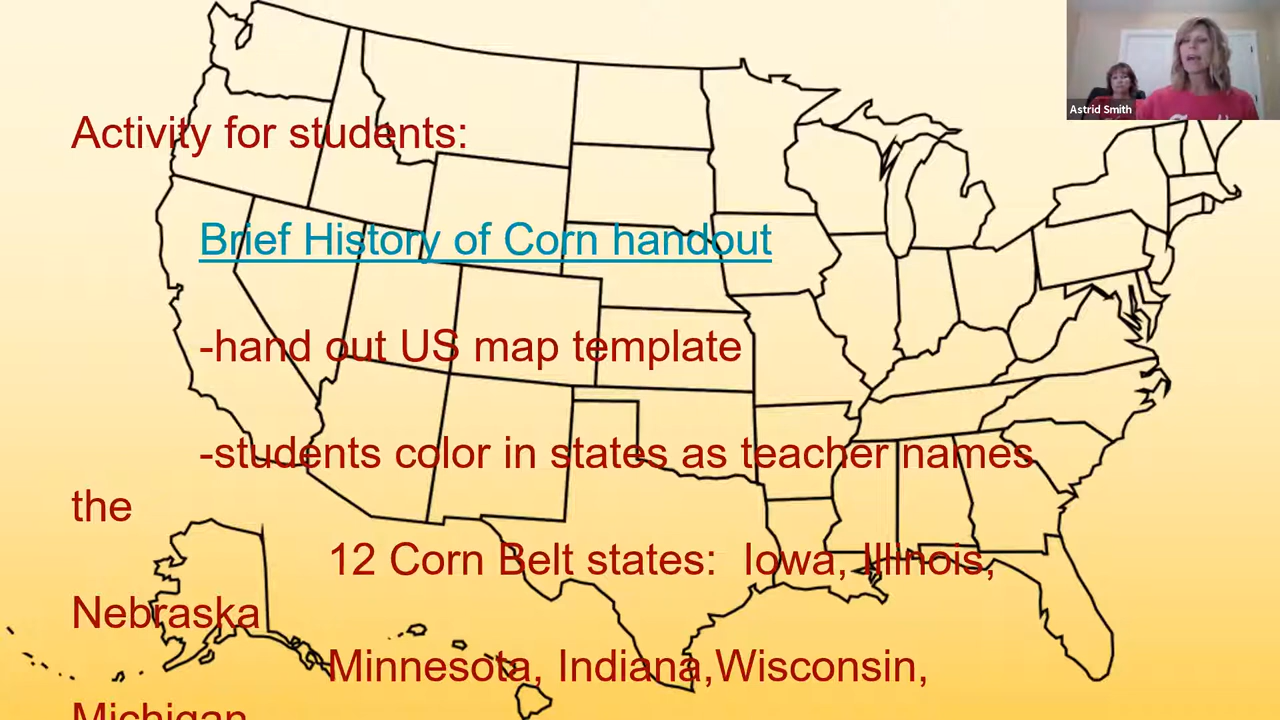 Astrid Smith
Activity for students:
Brief History of Corn handout
-hand out US map template
-students color in states as teacher names
the
12 Corn Belt states: Iowa, Illinois,
Nebraska
Minnesota, Indiana,Wisconsin,
Michigan